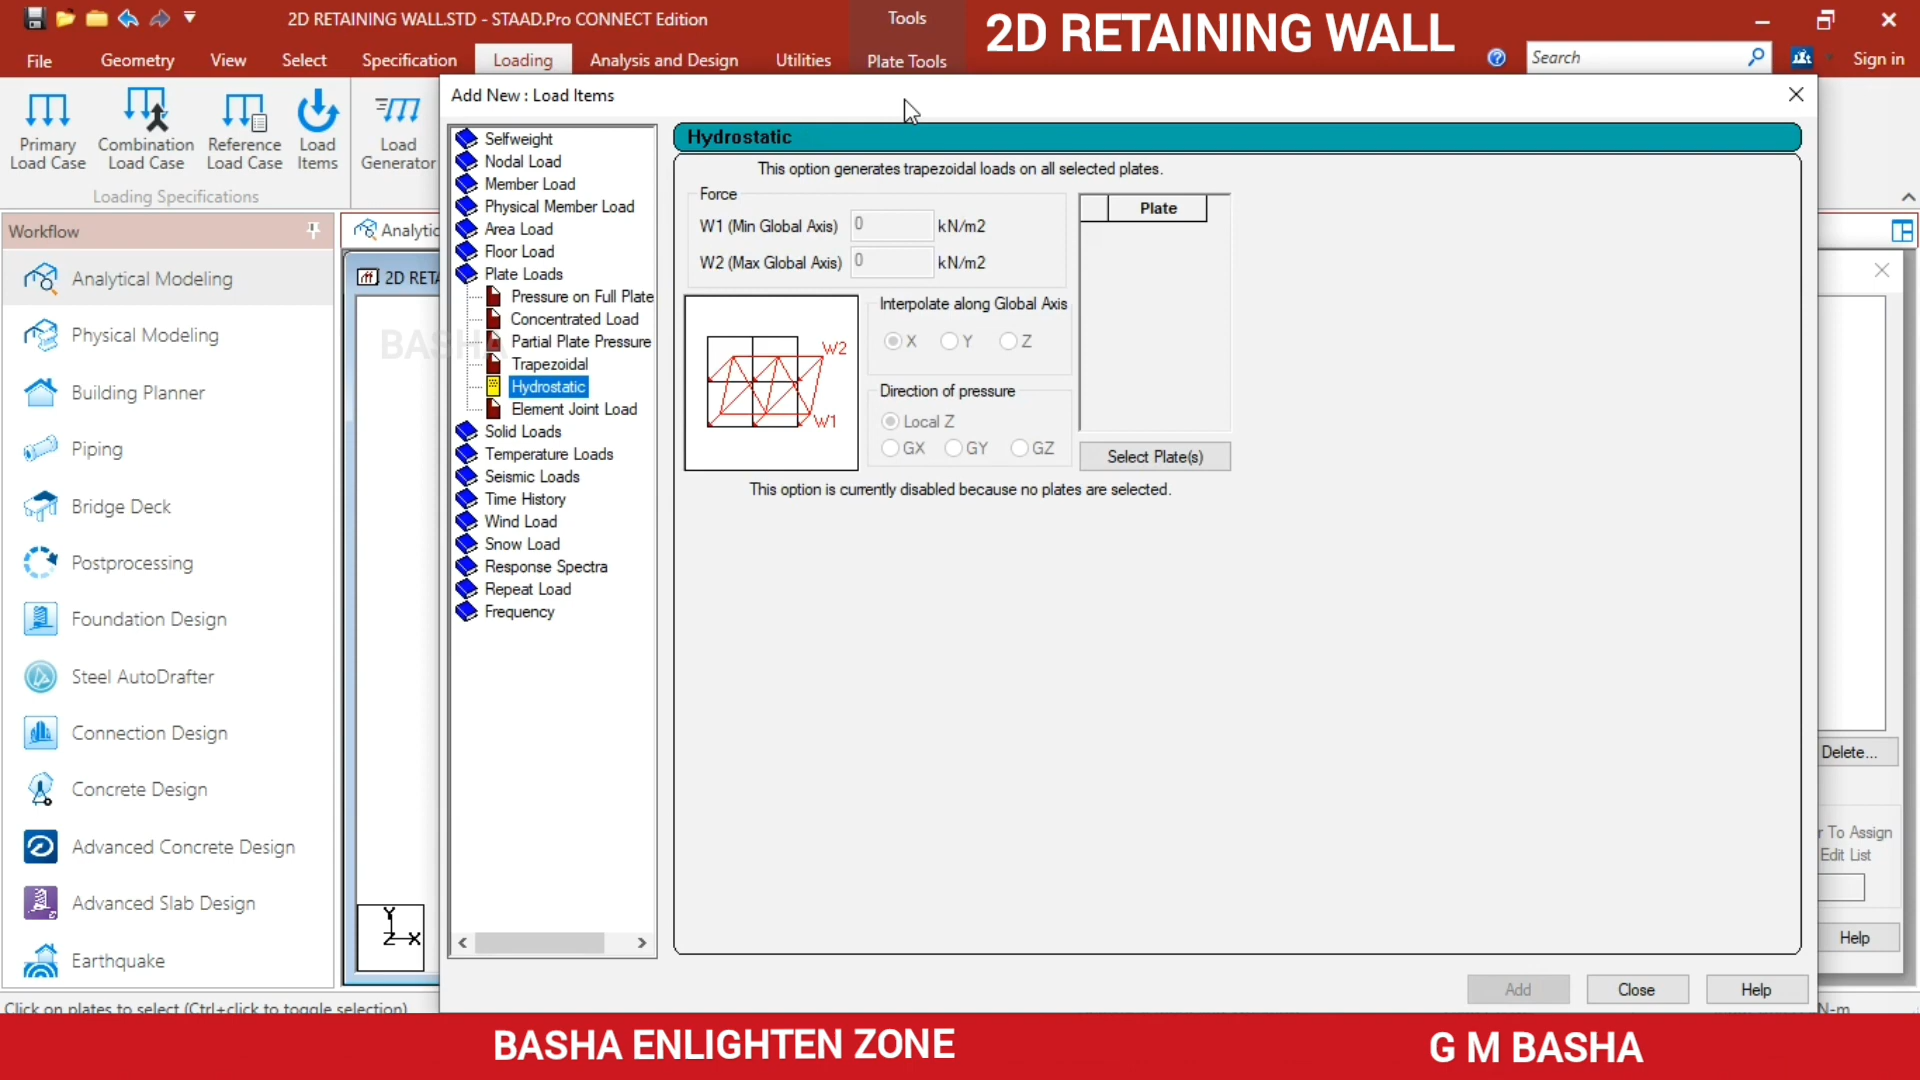 2D RETAINING WALL.STD - STAAD.Pro CONNECT Edition
Tools
2D RETAINING WALL
File
Geometry
View
Select
Specification
Loading
Analysis and Design
Utilities
Plate Tools
Search
Sign in
Primary Load Case
Combination Load Case
Reference Load Case
Load Items
Load Generator
Loading Specifications
Workflow
Analytical Modeling
Physical Modeling
Building Planner
Piping
Bridge Deck
Postprocessing
Foundation Design
Steel AutoDrafter
Connection Design
Concrete Design
Advanced Concrete Design
Advanced Slab Design
Earthquake
Click on plates to select (Ctrl+click to toggle selection)
Analytic
2D RETA
BASHA
Y
Z X
Add New : Load Items
Selfweight
Nodal Load
Member Load
Physical Member Load
Area Load
Floor Load
Plate Loads
Pressure on Full Plate
Concentrated Load
Partial Plate Pressure
Trapezoidal
Hydrostatic
Element Joint Load
Solid Loads
Temperature Loads
Seismic Loads
Time History
Wind Load
Snow Load
Response Spectra
Repeat Load
Frequency
Hydrostatic
This option generates trapezoidal loads on all selected plates.
Force
W1 (Min Global Axis) 0 kN/m2
W2 (Max Global Axis) 0 kN/m2
W2
W1
Interpolate along Global Axis
X Y Z
Direction of pressure
Local Z
GX GY GZ
Plate
Select Plate(s)
This option is currently disabled because no plates are selected.
Add
Close
Help
Delete...
To Assign
Edit List
Help
N-m
BASHA ENLIGHTEN ZONE
G M BASHA